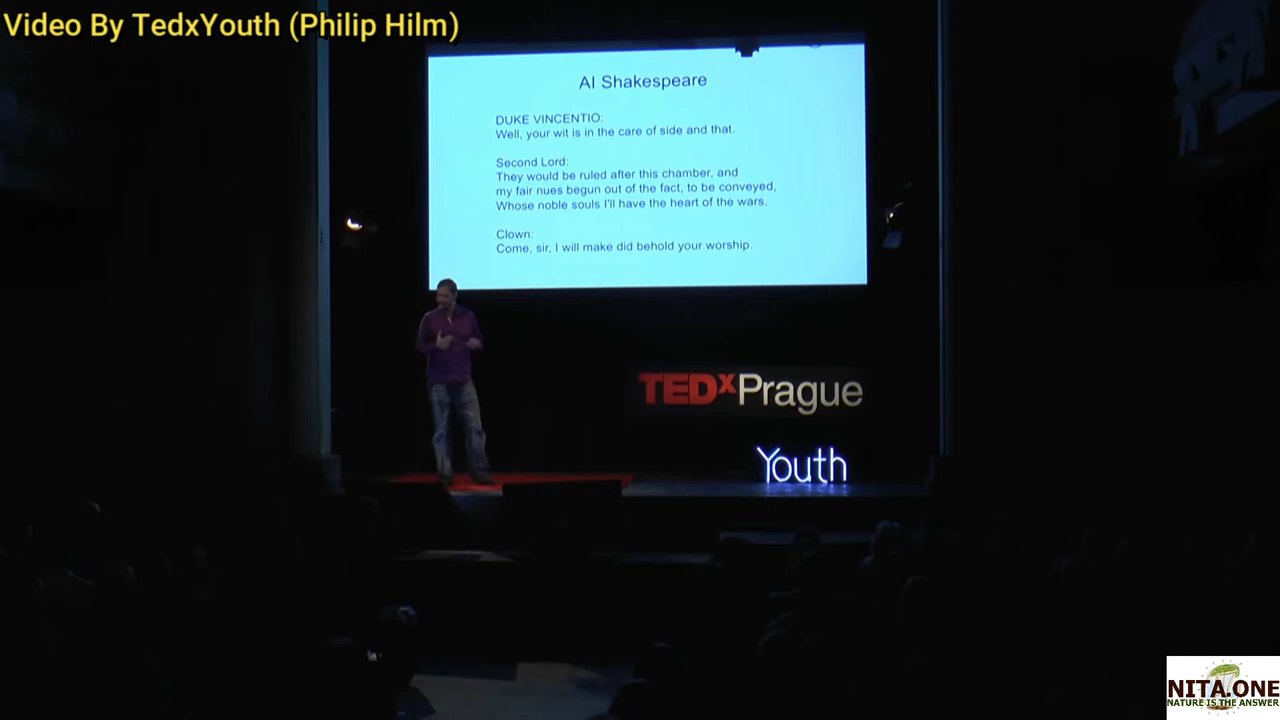 Video By TedxYouth (Philip Hilm)
AI Shakespeare
DUKE VINCENTIO:
Well, your wit is in the care of side and that.
Second Lord:
They would be ruled after this chamber, and
my fair nues begun out of the fact, to be conveyed,
Whose noble souls I'll have the heart of the wars.
Clown:
Come, sir, I will make did behold your worship.
TEDxPrague
Youth
NITA.ONE
NATURE IS THE ANSWER